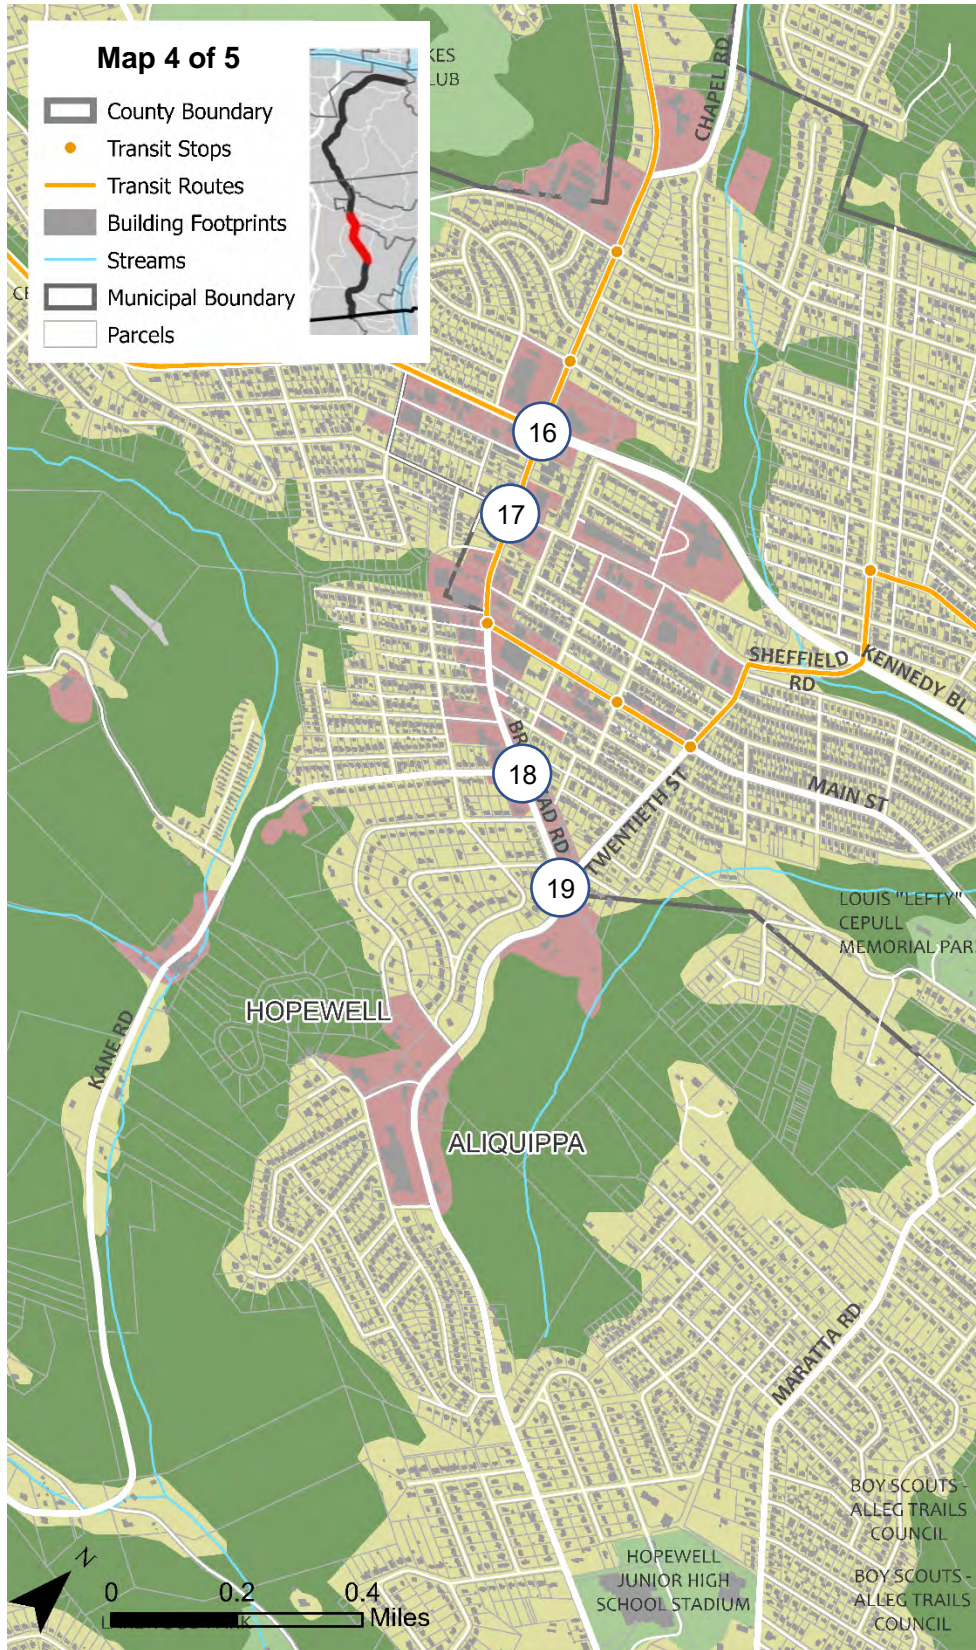 Map 4 of 5
County Boundary
Transit Stops
Transit Routes
Building Footprints
Streams
Municipal Boundary
Parcels
KES
LUB
CHAPEL RD
16
17
SHEFFIELD
RD
KENNEDY BL
18
BROAD RD
TWENTIETH ST
MAIN ST
19
LOUIS "LEFTY"
CEPULL
MEMORIAL PAR
HOPEWELL
KANE RD
ALIQUIPPA
MARATTA RD
BOY SCOUTS -
ALLEG TRAILS
COUNCIL
HOPEWELL
JUNIOR HIGH
SCHOOL STADIUM
BOY SCOUTS -
ALLEG TRAILS
COUNCIL
N
0 0.2 0.4
Miles